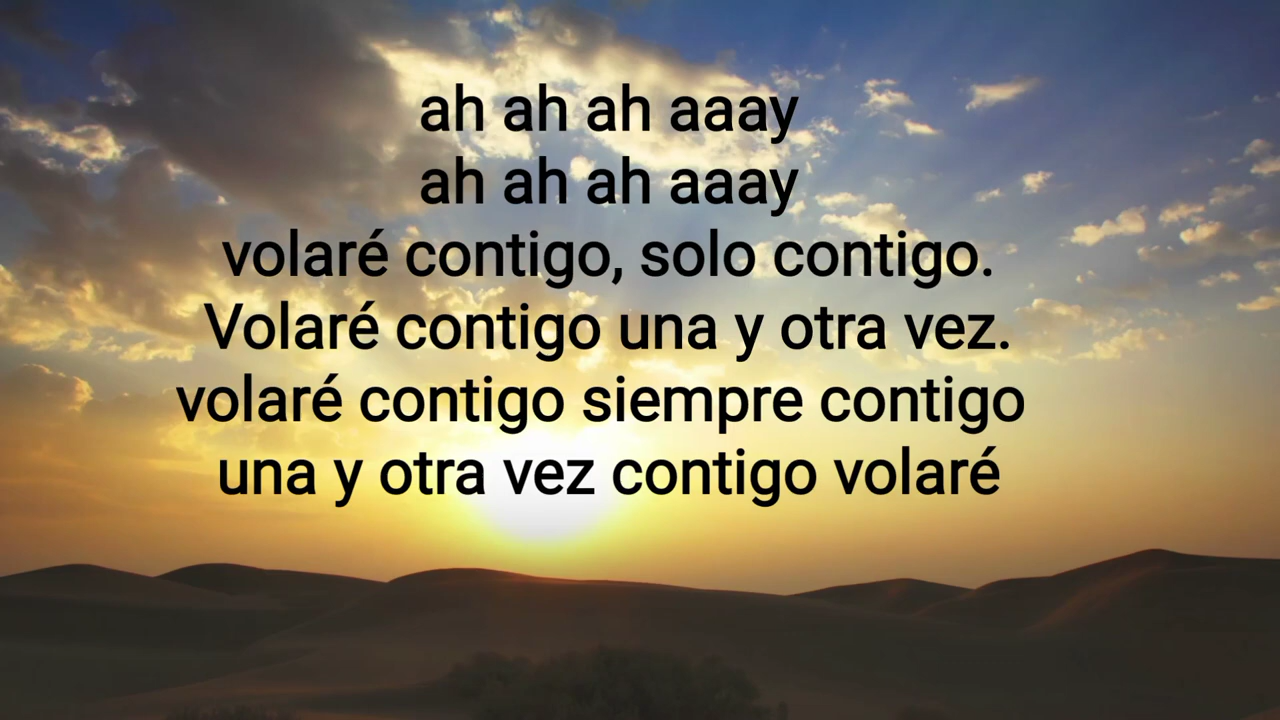 ah ah ah aaay
ah ah ah aaay
volaré contigo, solo contigo.
Volaré contigo una y otra vez.
volaré contigo siempre contigo
una y otra vez contigo volaré